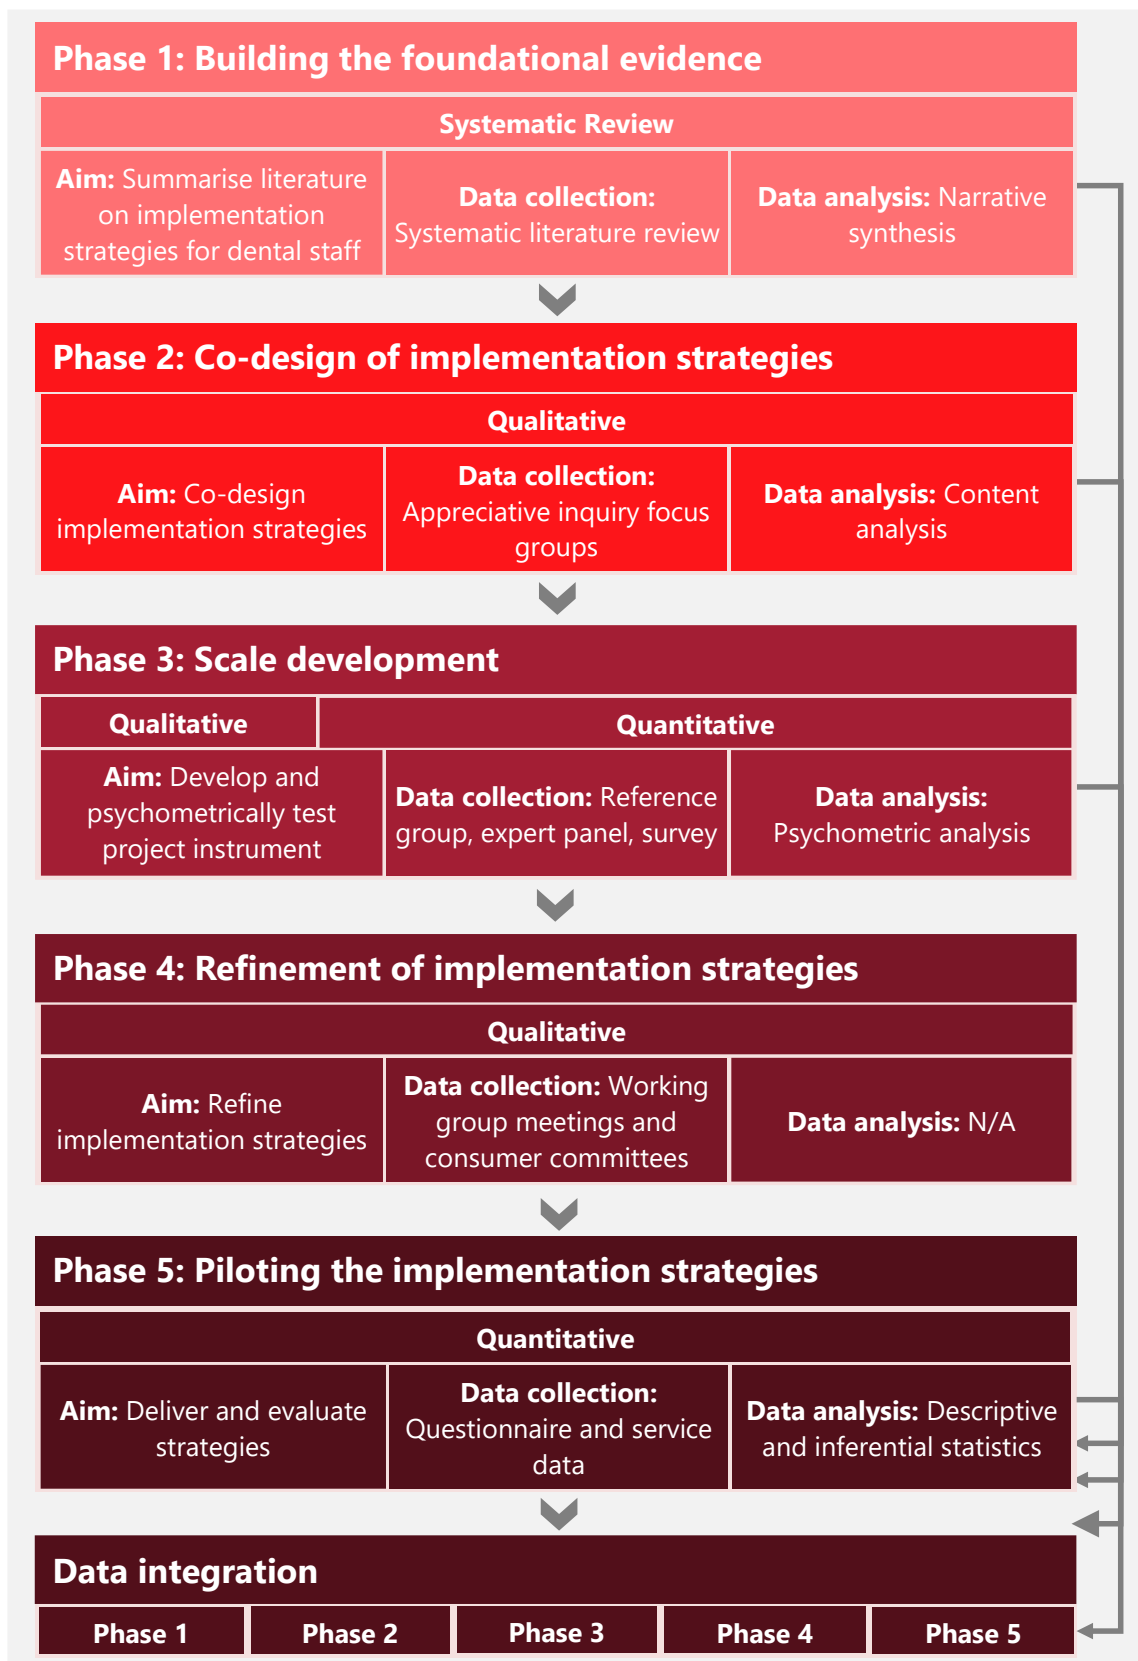 Phase 1: Building the foundational evidence
Systematic Review
Aim: Summarise literature
on implementation
strategies for dental staff
Data collection:
Systematic literature review
Data analysis: Narrative
synthesis
Phase 2: Co-design of implementation strategies
Qualitative
Aim: Co-design
implementation strategies
Data collection:
Appreciative inquiry focus
groups
Data analysis: Content
analysis
Phase 3: Scale development
Qualitative
Quantitative
Aim: Develop and
psychometrically test
project instrument
Data collection: Reference
group, expert panel, survey
Data analysis:
Psychometric analysis
Phase 4: Refinement of implementation strategies
Qualitative
Aim: Refine
implementation strategies
Data collection: Working
group meetings and
consumer committees
Data analysis: N/A
Phase 5: Piloting the implementation strategies
Quantitative
Aim: Deliver and evaluate
strategies
Data collection:
Questionnaire and service
data
Data analysis: Descriptive
and inferential statistics
Data integration
Phase 1
Phase 2
Phase 3
Phase 4
Phase 5